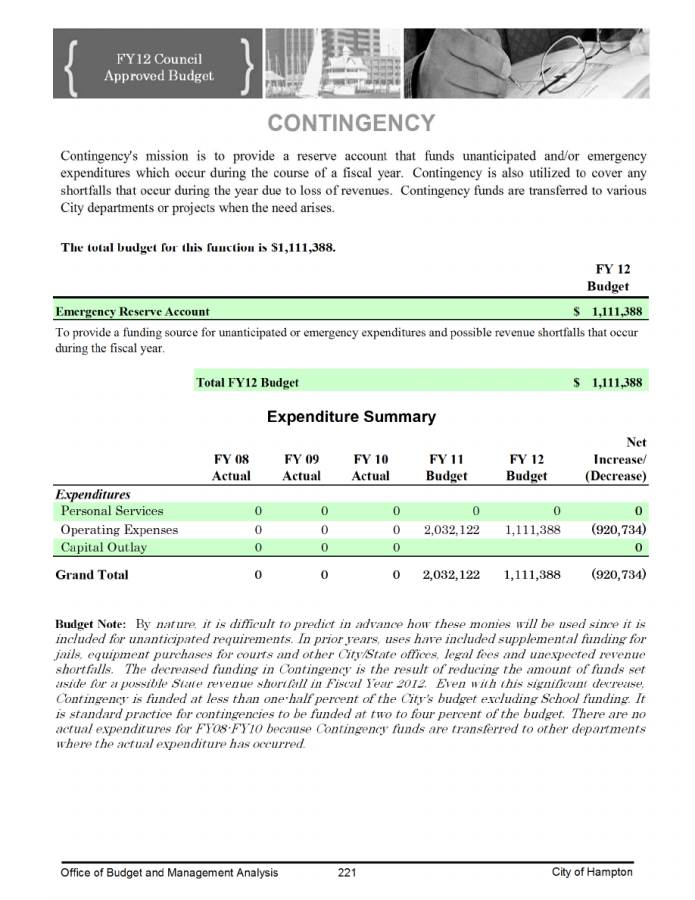 FY12 Council
Approved Budget
CONTINGENCY
Contingency's mission is to provide a reserve account that funds unanticipated and/or emergency
expenditures which occur during the course of a fiscal year. Contingency is also utilized to cover any
shortfalls that occur during the year due to loss of revenues. Contingency funds are transferred to various
City departments or projects when the need arises.
The total budget for this function is $1,111,388.
FY 12
Budget
Emergency Reserve Account $ 1,111,388
To provide a funding source for unanticipated or emergency expenditures and possible revenue shortfalls that occur
during the fiscal year.
Total FY12 Budget $ 1,111,388
Expenditure Summary
Net
FY 08 FY 09 FY 10 FY 11 FY 12 Increase/
Actual Actual Actual Budget Budget (Decrease)
Expenditures
Personal Services 0 0 0 0 0 0
Operating Expenses 0 0 0 2,032,122 1,111,388 (920,734)
Capital Outlay 0 0 0 0
Grand Total 0 0 0 2,032,122 1,111,388 (920,734)
Budget Note: By nature, it is difficult to predict in advance how these monies will be used since it is
included for unanticipated requirements. In prior years, uses have included supplemental funding for
jails, equipment purchases for courts and other City/State offices, legal fees and unexpected revenue
shortfalls. The decreased funding in Contingency is the result of reducing the amount of funds set
aside for a possible State revenue shortfall in Fiscal Year 2012. Even with this significant decrease,
Contingency is funded at less than one-half percent of the City's budget excluding School funding. It
is standard practice for contingencies to be funded at two to four percent of the budget. There are no
actual expenditures for FY08-FY10 because Contingency funds are transferred to other departments
where the actual expenditure has occurred.
Office of Budget and Management Analysis 221 City of Hampton